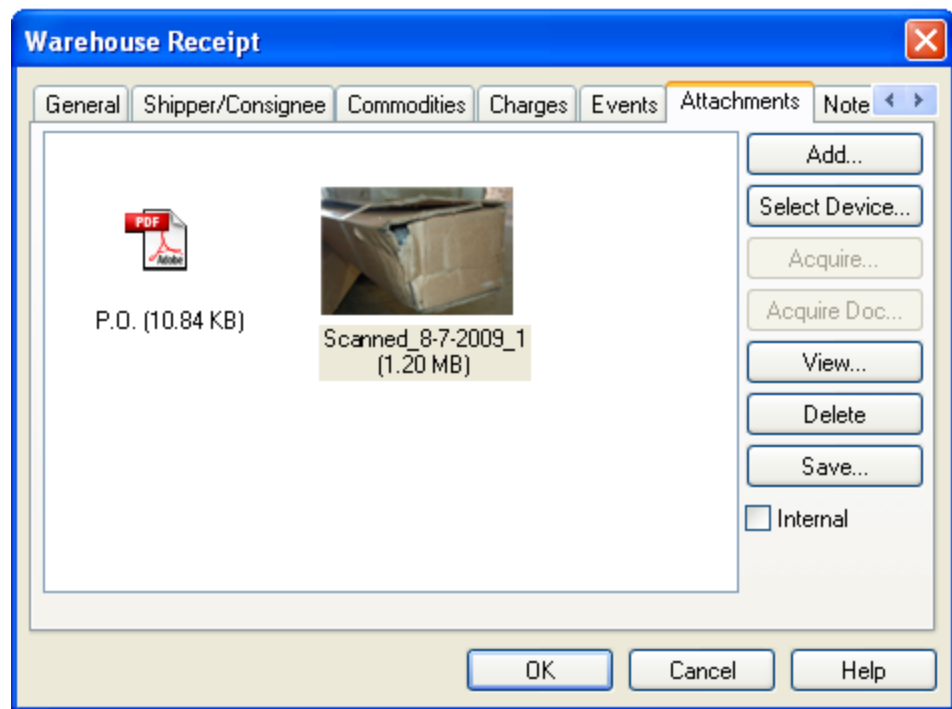 Warehouse Receipt
General Shipper/Consignee Commodities Charges Events Attachments Note
Add...
Select Device...
Acquire...
Acquire Doc...
View...
Delete
Save...
Internal
PDF
Adobe
P.O. (10.84 KB)
Scanned_8-7-2009_1
(1.20 MB)
OK Cancel Help